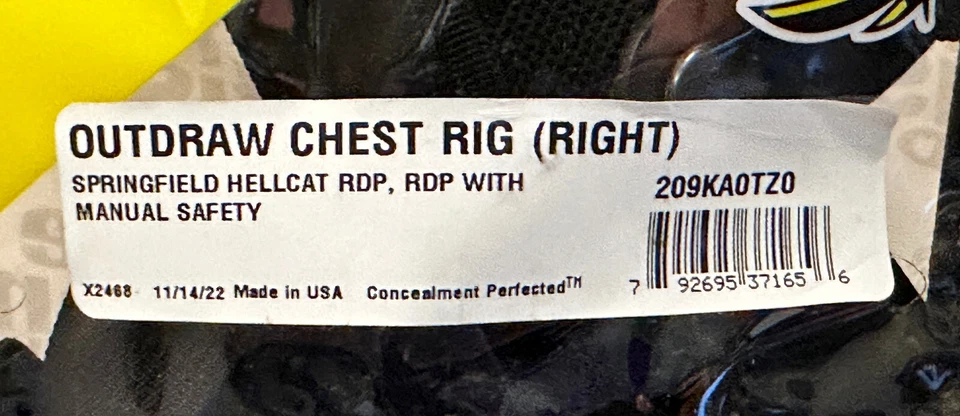 OUTDRAW CHEST RIG (RIGHT)
SPRINGFIELD HELLCAT RDP, RDP WITH
MANUAL SAFETY
209KA0TZ0
X2468 11/14/22 Made in USA Concealment Perfected™
7 92695 37165 6